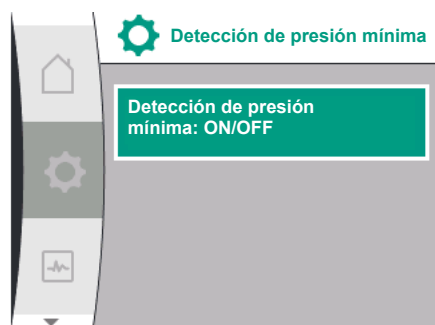 Detección de presión mínima
Detección de presión
mínima: ON/OFF